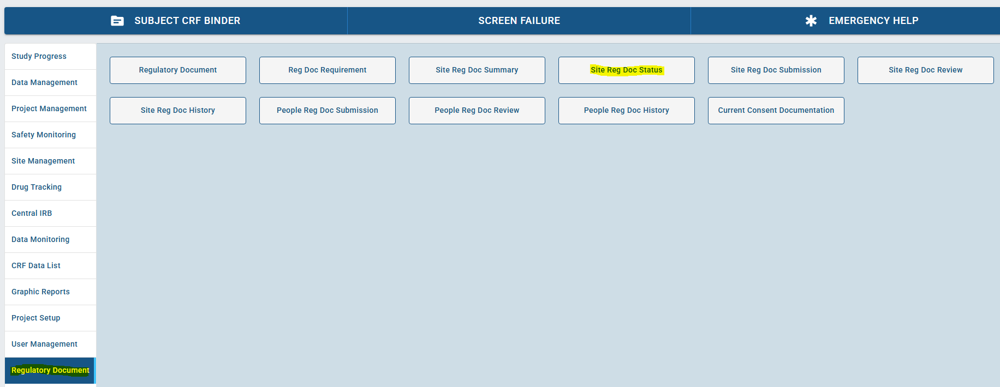 SUBJECT CRF BINDER
SCREEN FAILURE
EMERGENCY HELP
Study Progress
Data Management
Project Management
Safety Monitoring
Site Management
Drug Tracking
Central IRB
Data Monitoring
CRF Data List
Graphic Reports
Project Setup
User Management
Regulatory Document
Regulatory Document
Reg Doc Requirement
Site Reg Doc Summary
Site Reg Doc Status
Site Reg Doc Submission
Site Reg Doc Review
Site Reg Doc History
People Reg Doc Submission
People Reg Doc Review
People Reg Doc History
Current Consent Documentation